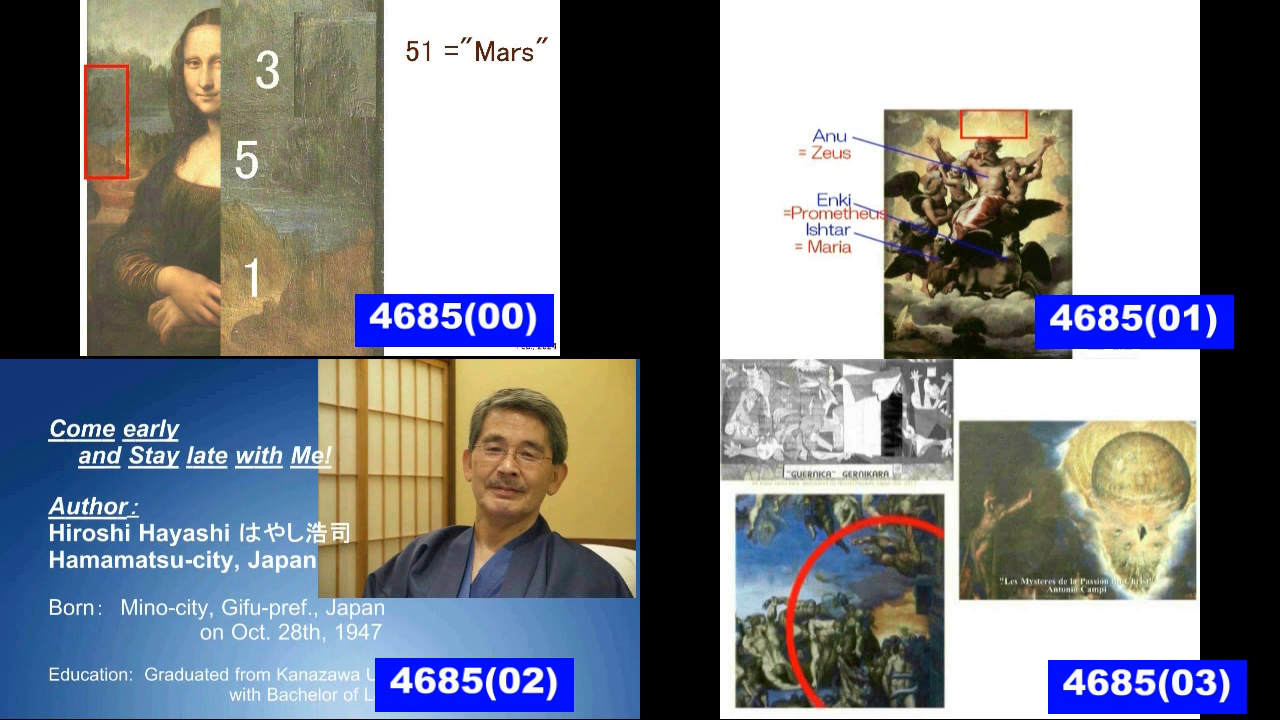 51 ="Mars"
3
5
1
4685(00)
Anu
= Zeus
Enki
=Prometheus
Ishtar
= Maria
4685(01)
Come early
and Stay late with Me!
Author:
Hiroshi Hayashi はやし浩司
Hamamatsu-city, Japan
Born: Mino-city, Gifu-pref., Japan
on Oct. 28th, 1947
Education: Graduated from Kanazawa U
with Bachelor of L
4685(02)
"GUERNICA" GERNIKARA
"Les Mysteres de la Passion du Christ"
Antonio Campi
4685(03)